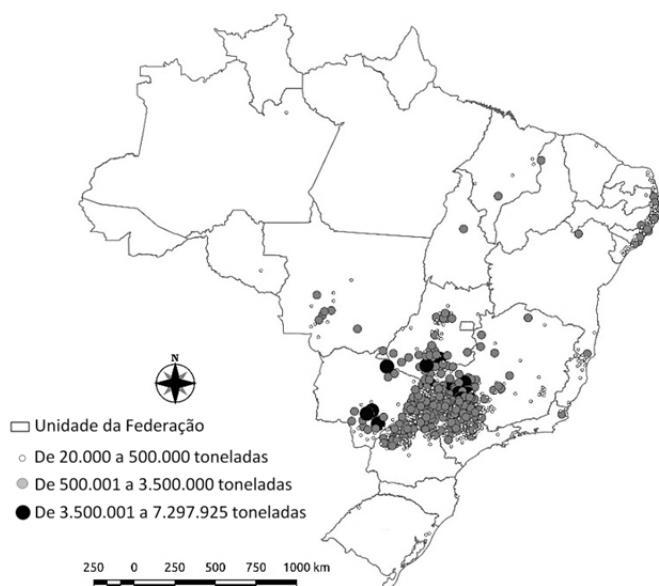 N
Unidade da Federação
De 20.000 a 500.000 toneladas
De 500.001 a 3.500.000 toneladas
De 3.500.001 a 7.297.925 toneladas
250 0 250 500 750 1000 km